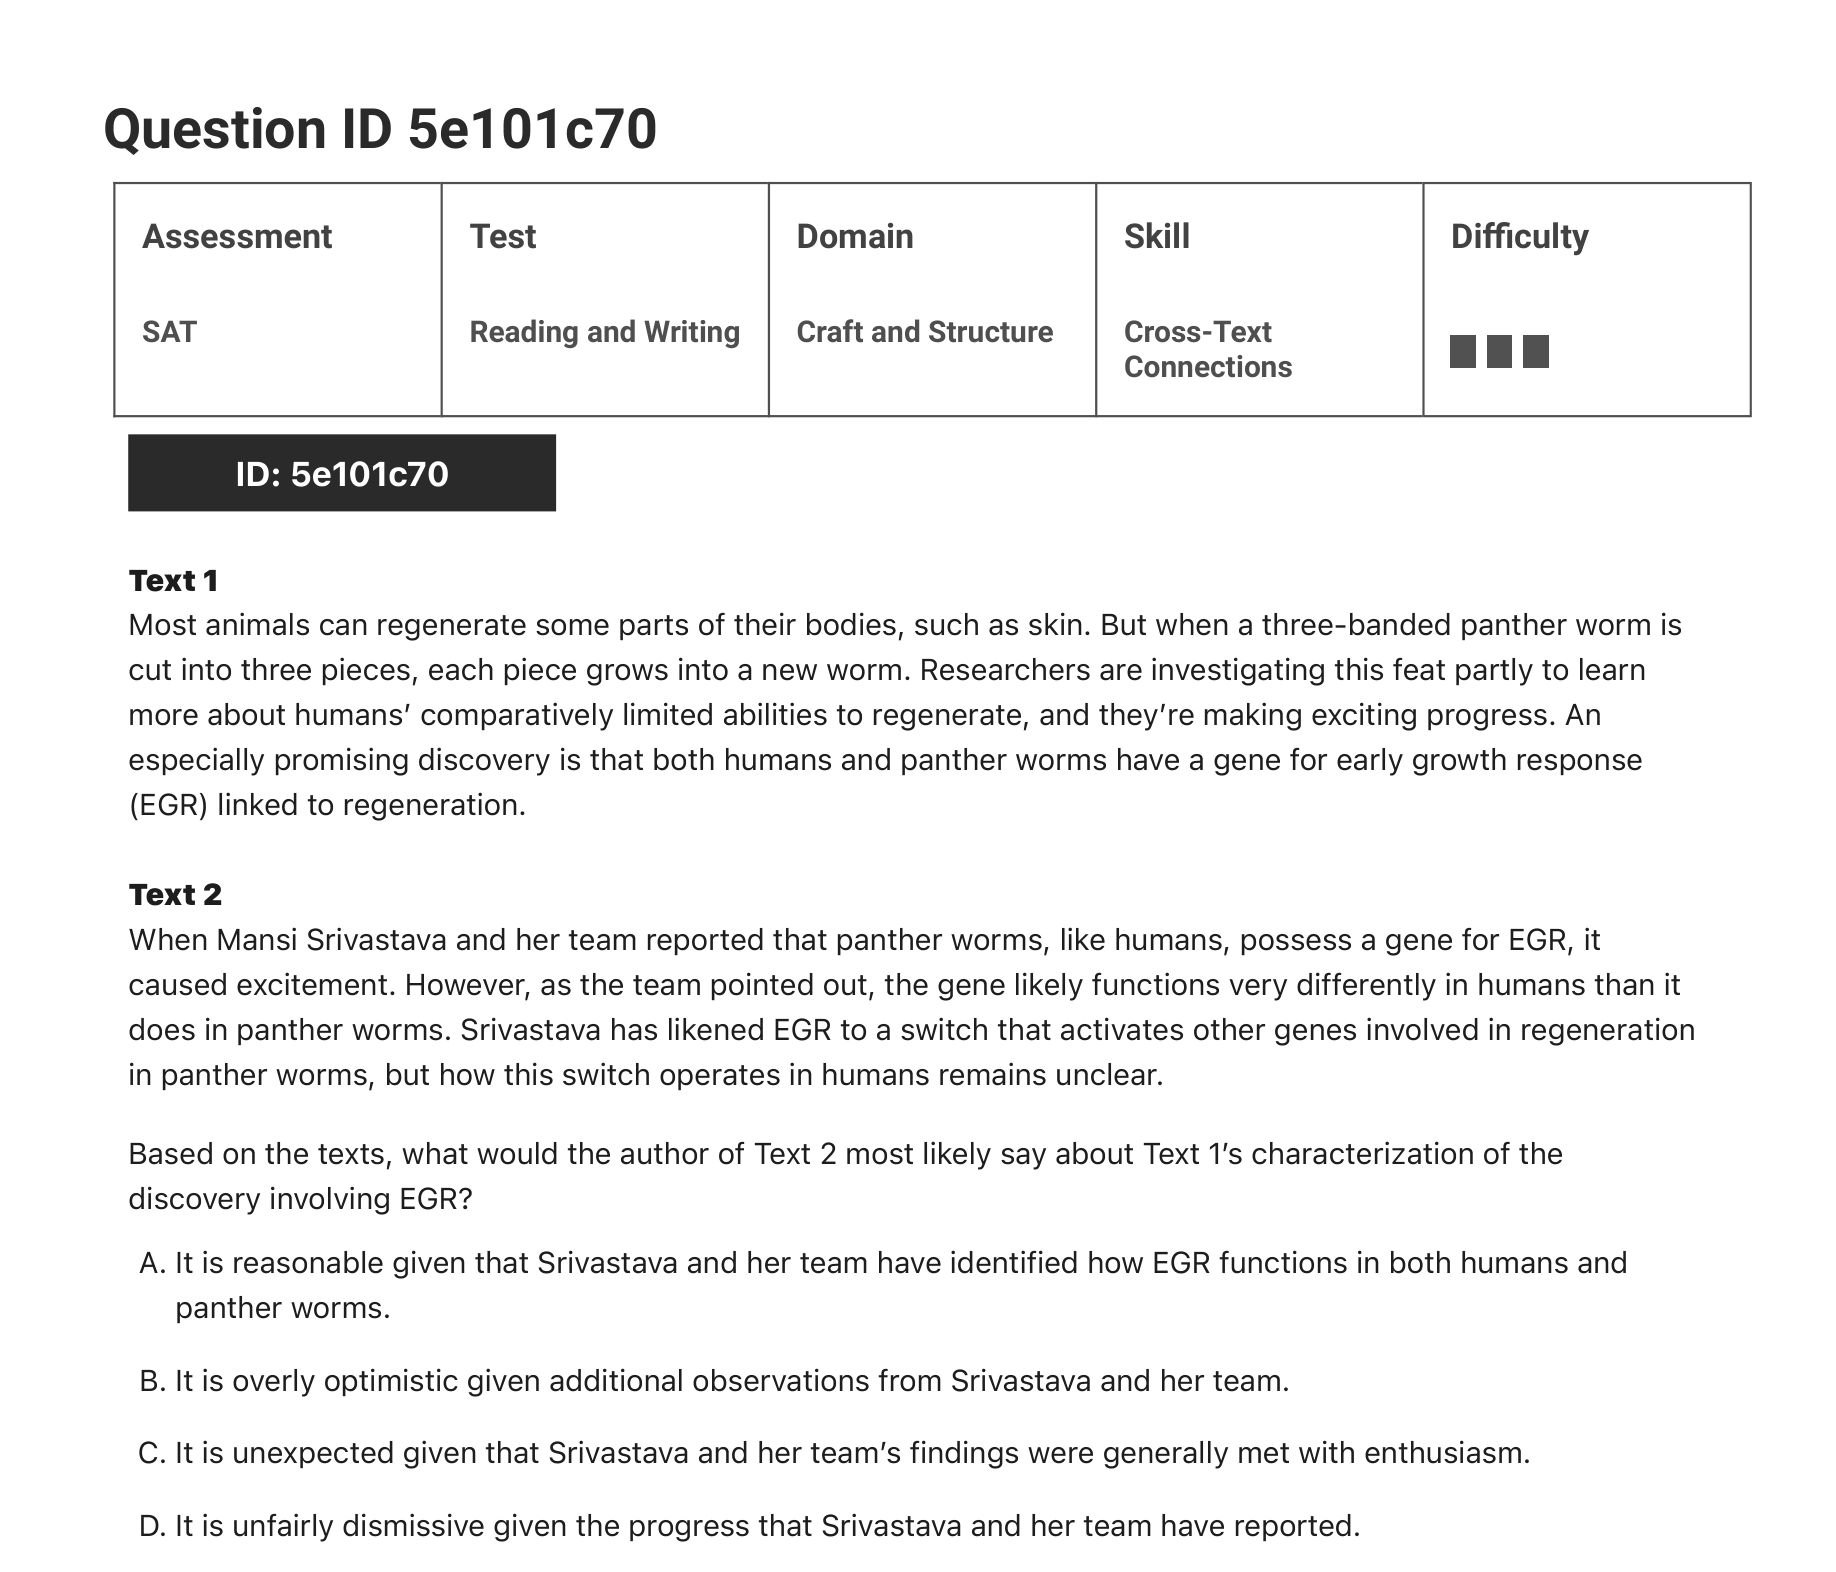 Question ID 5e101c70
Assessment
Test
Domain
Skill
Difficulty
SAT
Reading and Writing
Craft and Structure
Cross-Text
Connections
ID: 5e101c70
Text 1
Most animals can regenerate some parts of their bodies, such as skin. But when a three-banded panther worm is
cut into three pieces, each piece grows into a new worm. Researchers are investigating this feat partly to learn
more about humans’ comparatively limited abilities to regenerate, and they’re making exciting progress. An
especially promising discovery is that both humans and panther worms have a gene for early growth response
(EGR) linked to regeneration.
Text 2
When Mansi Srivastava and her team reported that panther worms, like humans, possess a gene for EGR, it
caused excitement. However, as the team pointed out, the gene likely functions very differently in humans than it
does in panther worms. Srivastava has likened EGR to a switch that activates other genes involved in regeneration
in panther worms, but how this switch operates in humans remains unclear.
Based on the texts, what would the author of Text 2 most likely say about Text 1’s characterization of the
discovery involving EGR?
A. It is reasonable given that Srivastava and her team have identified how EGR functions in both humans and
panther worms.
B. It is overly optimistic given additional observations from Srivastava and her team.
C. It is unexpected given that Srivastava and her team’s findings were generally met with enthusiasm.
D. It is unfairly dismissive given the progress that Srivastava and her team have reported.